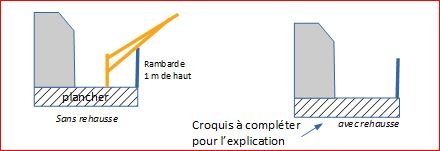 Rambarde
1 m de haut
plancher
Sans rehausse
Croquis à compléter
pour l'explication
avec rehausse